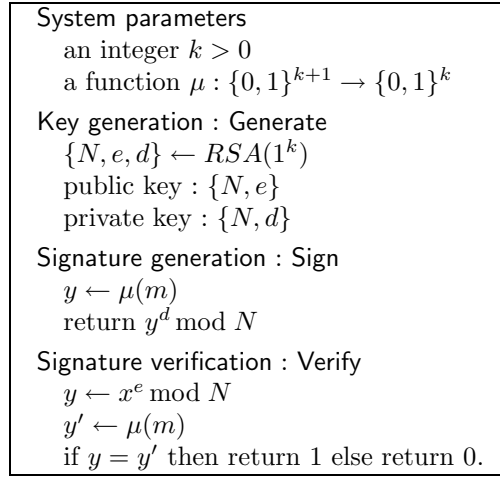 System parameters
an integer k > 0
a function μ : {0, 1}^{k+1} → {0, 1}^k
Key generation : Generate
{N, e, d} ← RSA(1^k)
public key : {N, e}
private key : {N, d}
Signature generation : Sign
y ← μ(m)
return y^d mod N
Signature verification : Verify
y ← x^e mod N
y′ ← μ(m)
if y = y′ then return 1 else return 0.